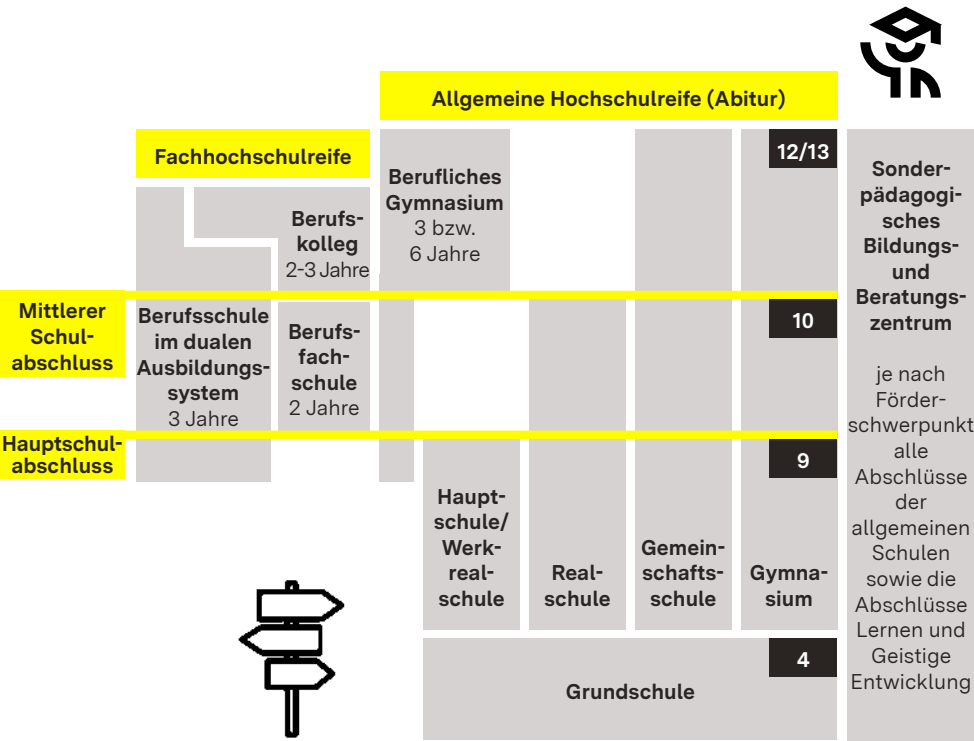 Allgemeine Hochschulreife (Abitur)
Fachhochschulreife
12/13
Berufliches
Gymnasium
3 bzw.
6 Jahre
Berufs-
kolleg
2-3 Jahre
Mittlerer
Schul-
abschluss
Berufsschule
im dualen
Ausbildungs-
system
3 Jahre
Berufs-
fach-
schule
2 Jahre
10
Hauptschul-
abschluss
9
Haupt-
schule/
Werk-
real-
schule
Real-
schule
Gemein-
schafts-
schule
Gymna-
sium
4
Grundschule
Sonder-
pädagogi-
sches
Bildungs-
und
Beratungs-
zentrum
je nach
Förder-
schwerpunkt
alle
Abschlüsse
der
allgemeinen
Schulen
sowie die
Abschlüsse
Lernen und
Geistige
Entwicklung